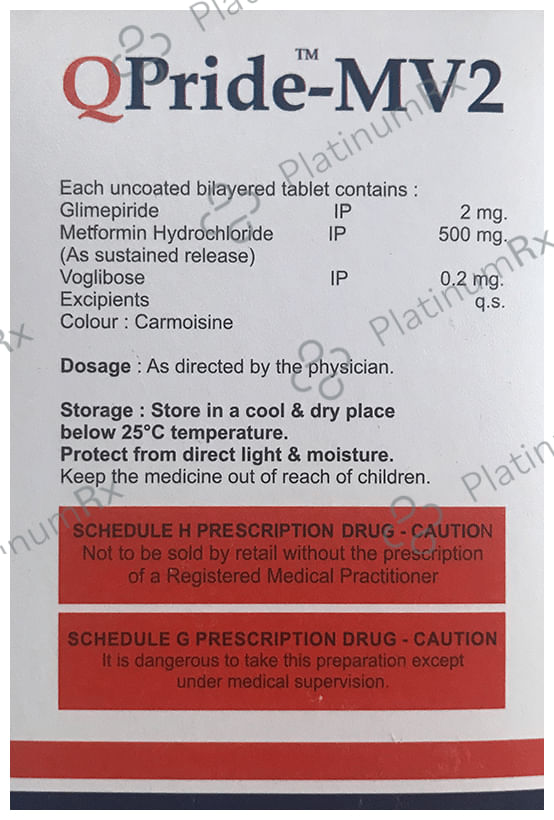 QPride™-MV2
Each uncoated bilayered tablet contains :
Glimepiride IP 2 mg.
Metformin Hydrochloride IP 500 mg.
(As sustained release)
Voglibose IP 0.2 mg.
Excipients q.s.
Colour : Carmoisine
Dosage : As directed by the physician.
Storage : Store in a cool & dry place
below 25°C temperature.
Protect from direct light & moisture.
Keep the medicine out of reach of children.
SCHEDULE H PRESCRIPTION DRUG - CAUTION
Not to be sold by retail without the prescription
of a Registered Medical Practitioner
SCHEDULE G PRESCRIPTION DRUG - CAUTION
It is dangerous to take this preparation except
under medical supervision.
PlatinumRx
PlatinumRx